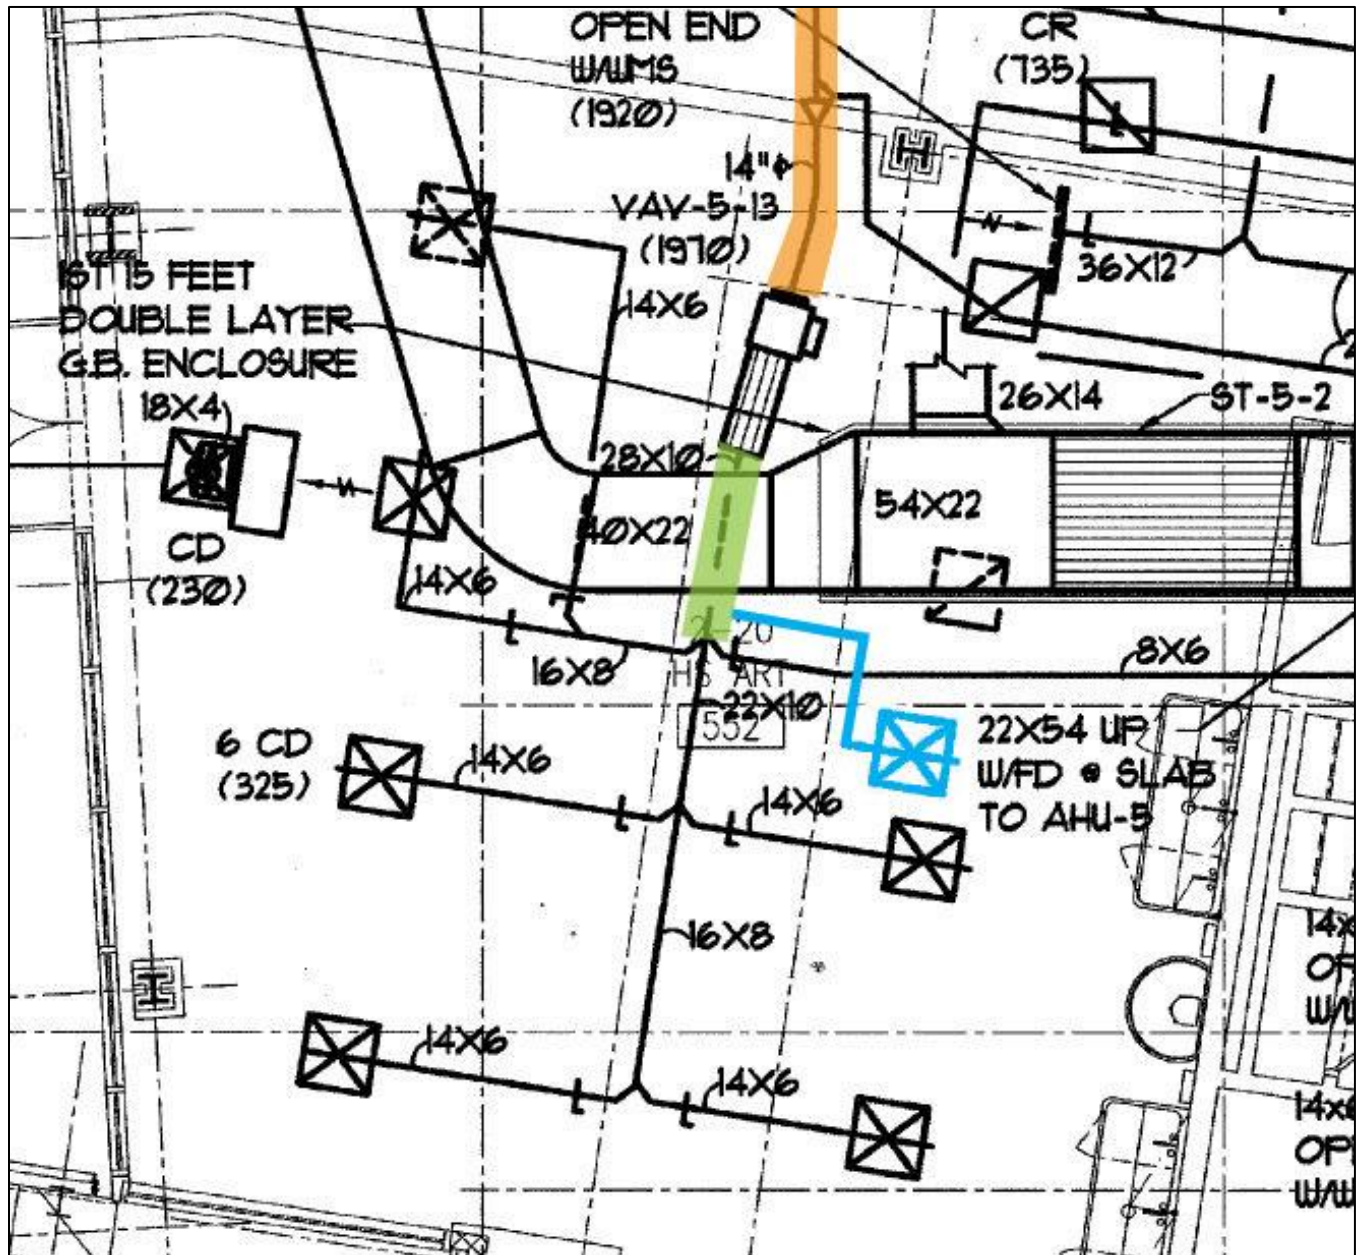 OPEN END
W/WMS
(1920)
CR
(735)
14"ϕ
VAV-5-13
(1970)
36X12
1ST 15 FEET
DOUBLE LAYER
G.B. ENCLOSURE
14X6
18X4
26X14
ST-5-2
28X10
40X22
54X22
CD
(230)
14X6
16X8
8X6
HS ART
22X10
552
6 CD
(325)
14X6
14X6
22X54 UP
W/FD @ SLAB
TO AHU-5
16X8
14X6
14X6